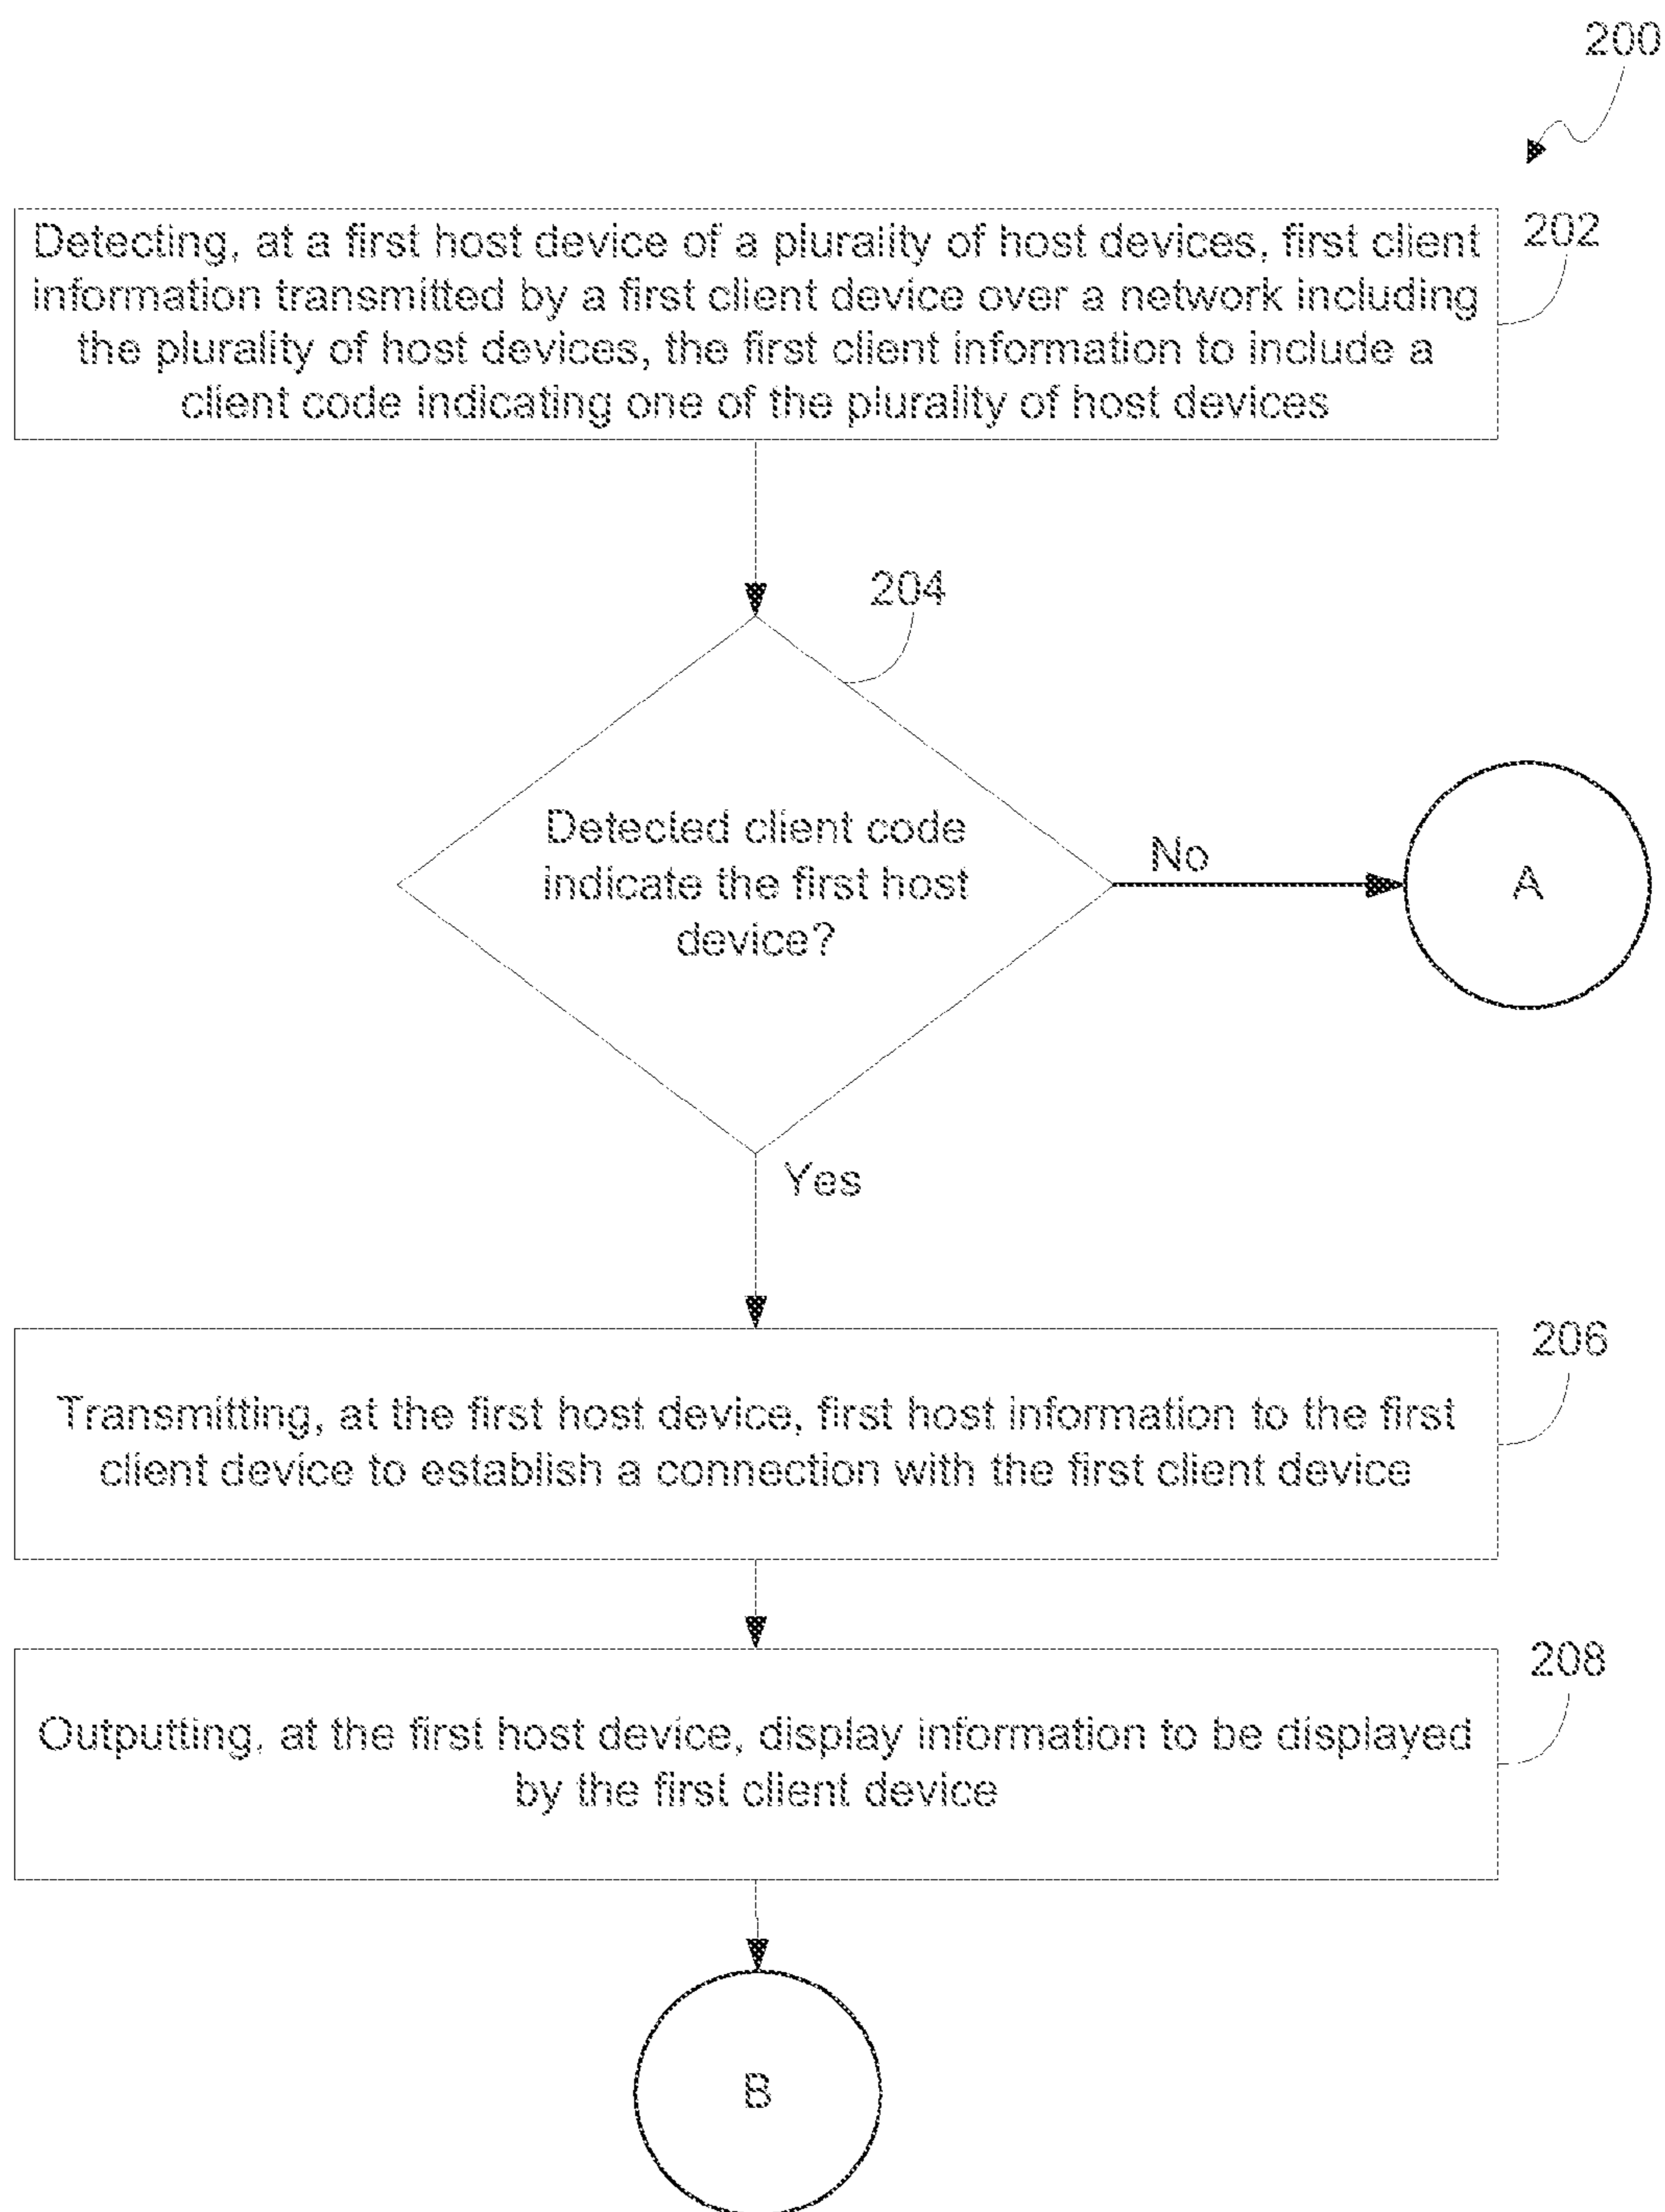 200
Detecting, at a first host device of a plurality of host devices, first client
information transmitted by a first client device over a network including
the plurality of host devices, the first client information to include a
client code indicating one of the plurality of host devices
202
204
Detected client code
indicate the first host
device?
No
A
Yes
206
Transmitting, at the first host device, first host information to the first
client device to establish a connection with the first client device
208
Outputting, at the first host device, display information to be displayed
by the first client device
B